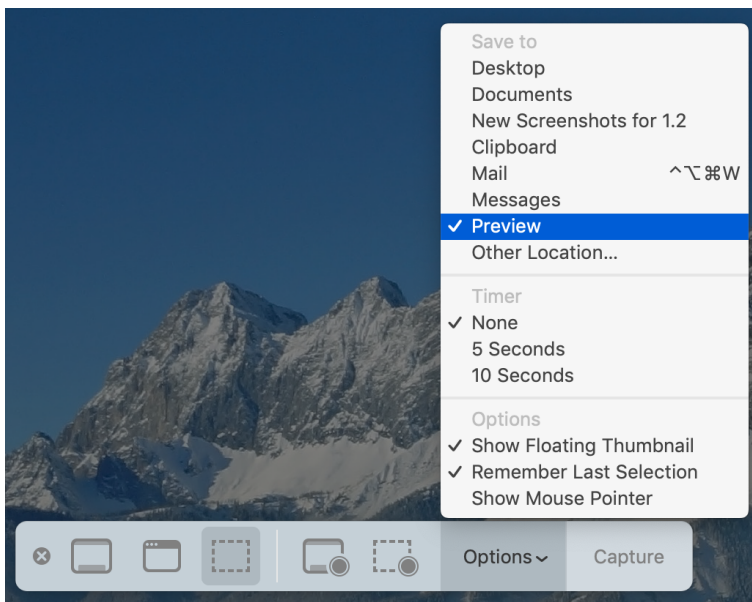 Save to
Desktop
Documents
New Screenshots for 1.2
Clipboard
Mail ⌃⌥⌘W
Messages
✓ Preview
Other Location...
Timer
✓ None
5 Seconds
10 Seconds
Options
✓ Show Floating Thumbnail
✓ Remember Last Selection
Show Mouse Pointer
Options Capture